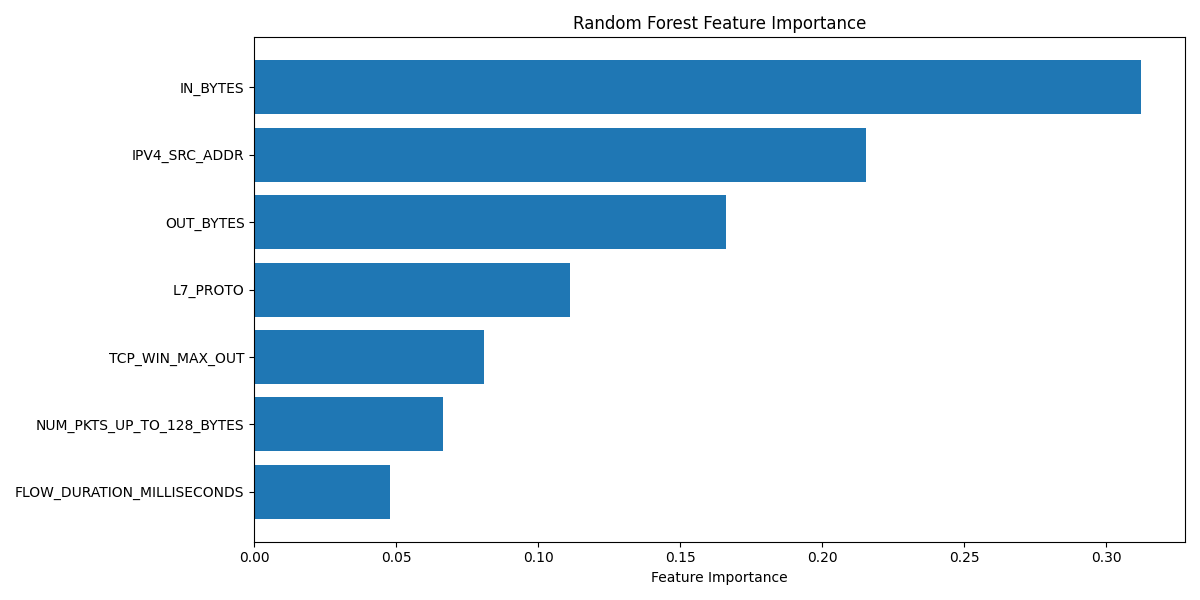 Random Forest Feature Importance
IN_BYTES
IPV4_SRC_ADDR
OUT_BYTES
L7_PROTO
TCP_WIN_MAX_OUT
NUM_PKTS_UP_TO_128_BYTES
FLOW_DURATION_MILLISECONDS
0.00 0.05 0.10 0.15 0.20 0.25 0.30
Feature Importance